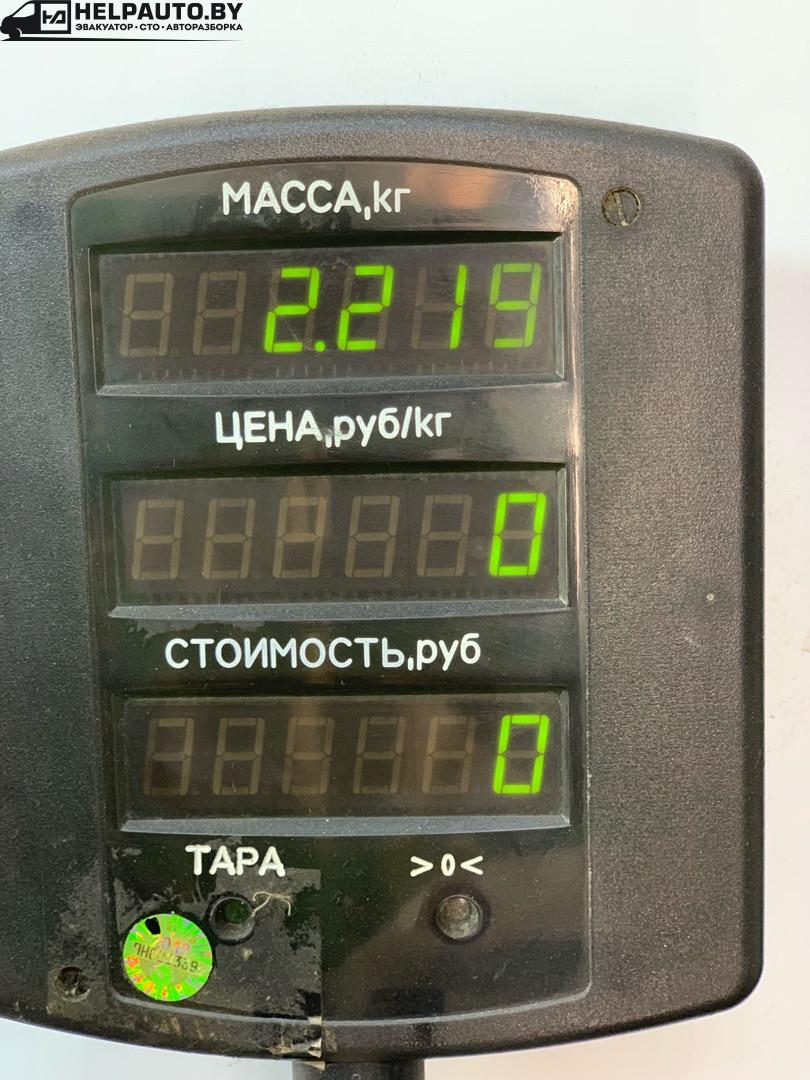 HELPAUTO.BY
ЭВАКУАТОР•СТО•АВТОРАЗБОРКА
МАССА,кг
2.219
ЦЕНА,руб/кг
0
СТОИМОСТЬ,руб
0
ТАРА >0<